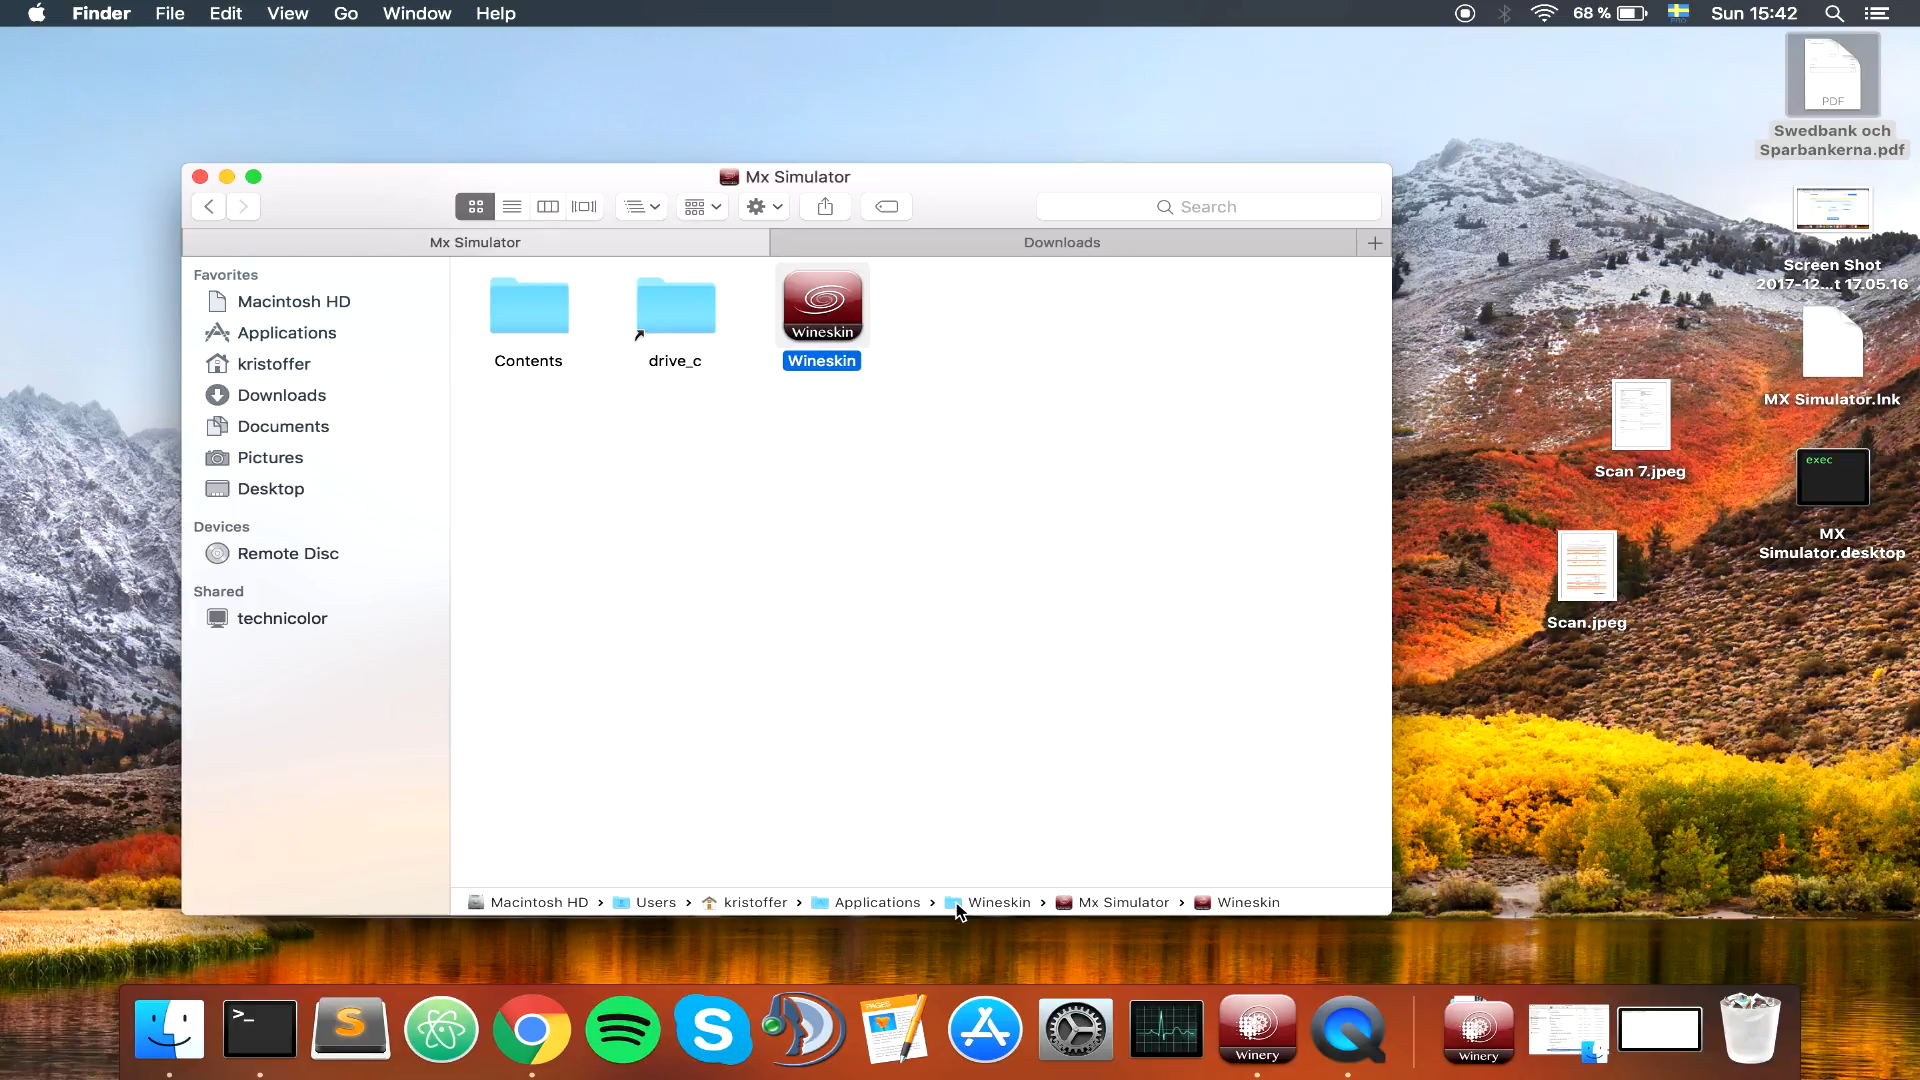 Finder File Edit View Go Window Help
68 % Sun 15:42
PDF
Swedbank och
Sparbankerna.pdf
Mx Simulator
Search
Mx Simulator
Downloads
Favorites
Macintosh HD
Applications
kristoffer
Downloads
Documents
Pictures
Desktop
Devices
Remote Disc
Shared
technicolor
Contents
drive_c
Wineskin
Wineskin
Screen Shot
2017-12...t 17.05.16
MX Simulator.lnk
Scan 7.jpeg
exec
MX
Simulator.desktop
Scan.jpeg
Macintosh HD › Users › kristoffer › Applications › Wineskin › Mx Simulator › Wineskin
>_
S
S
PAGES
Winery
Winery